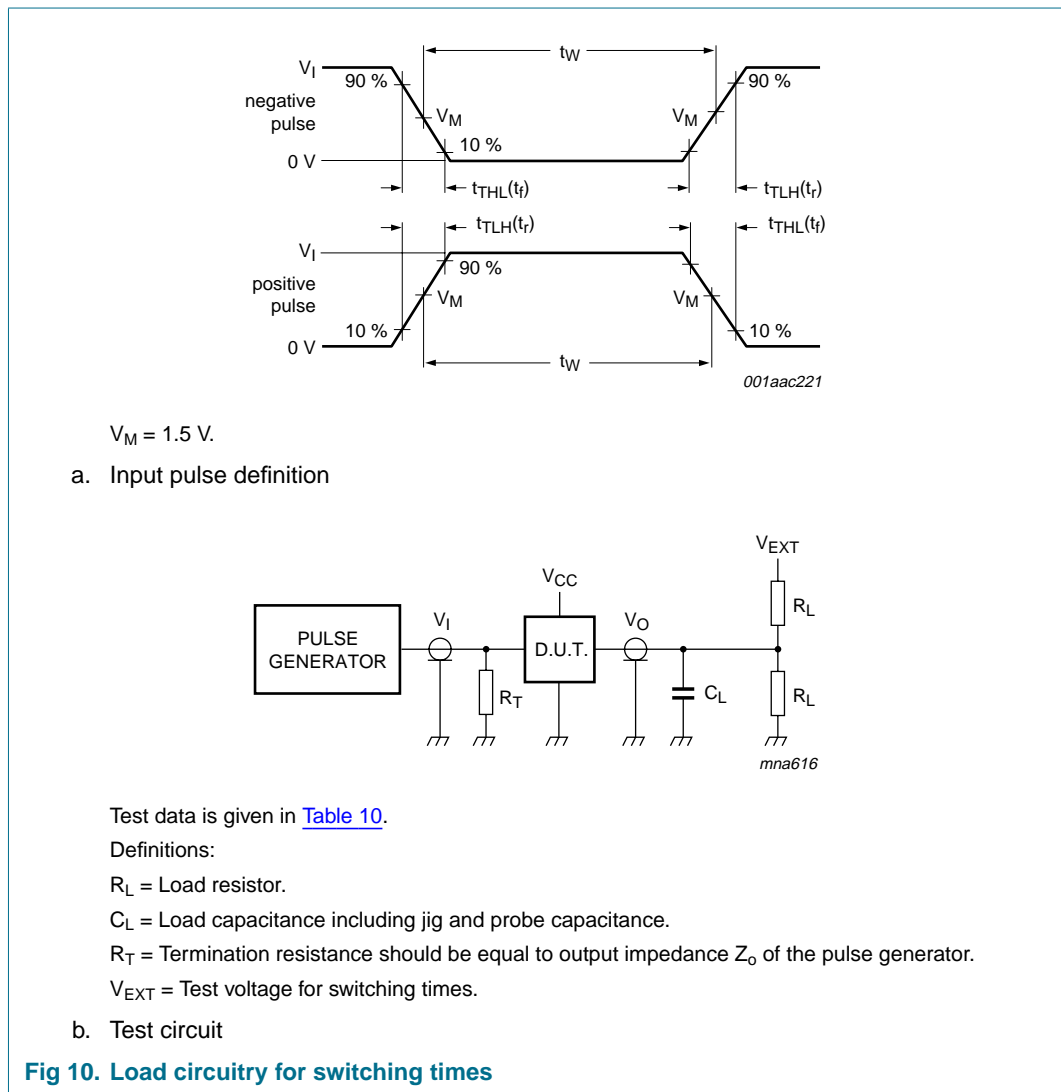 tW
VI
90 %
90 %
negative
pulse
VM
VM
10 %
0 V
tTHL(tf)
tTLH(tr)
tTLH(tr)
tTHL(tf)
VI
90 %
positive
pulse
VM
VM
10 %
10 %
0 V
tW
001aac221
VM = 1.5 V.
a. Input pulse definition
VEXT
VCC
RL
VI
VO
PULSE
GENERATOR
D.U.T.
RT
CL
RL
mna616
Test data is given in Table 10.
Definitions:
RL = Load resistor.
CL = Load capacitance including jig and probe capacitance.
RT = Termination resistance should be equal to output impedance Zo of the pulse generator.
VEXT = Test voltage for switching times.
b. Test circuit
Fig 10. Load circuitry for switching times